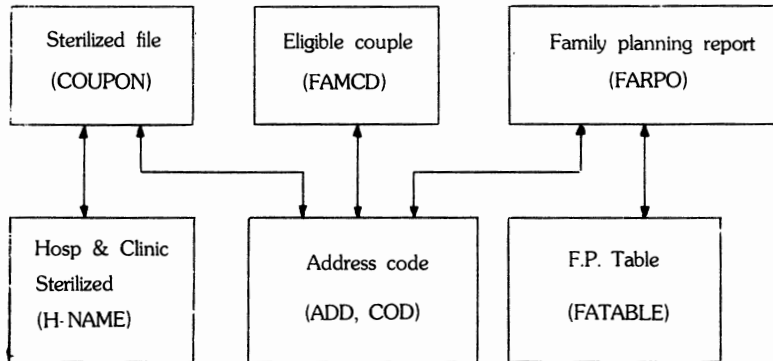 Sterilized file
(COUPON)
Eligible couple
(FAMCD)
Family planning report
(FARPO)
Hosp & Clinic
Sterilized
(H-NAME)
Address code
(ADD, COD)
F.P. Table
(FATABLE)